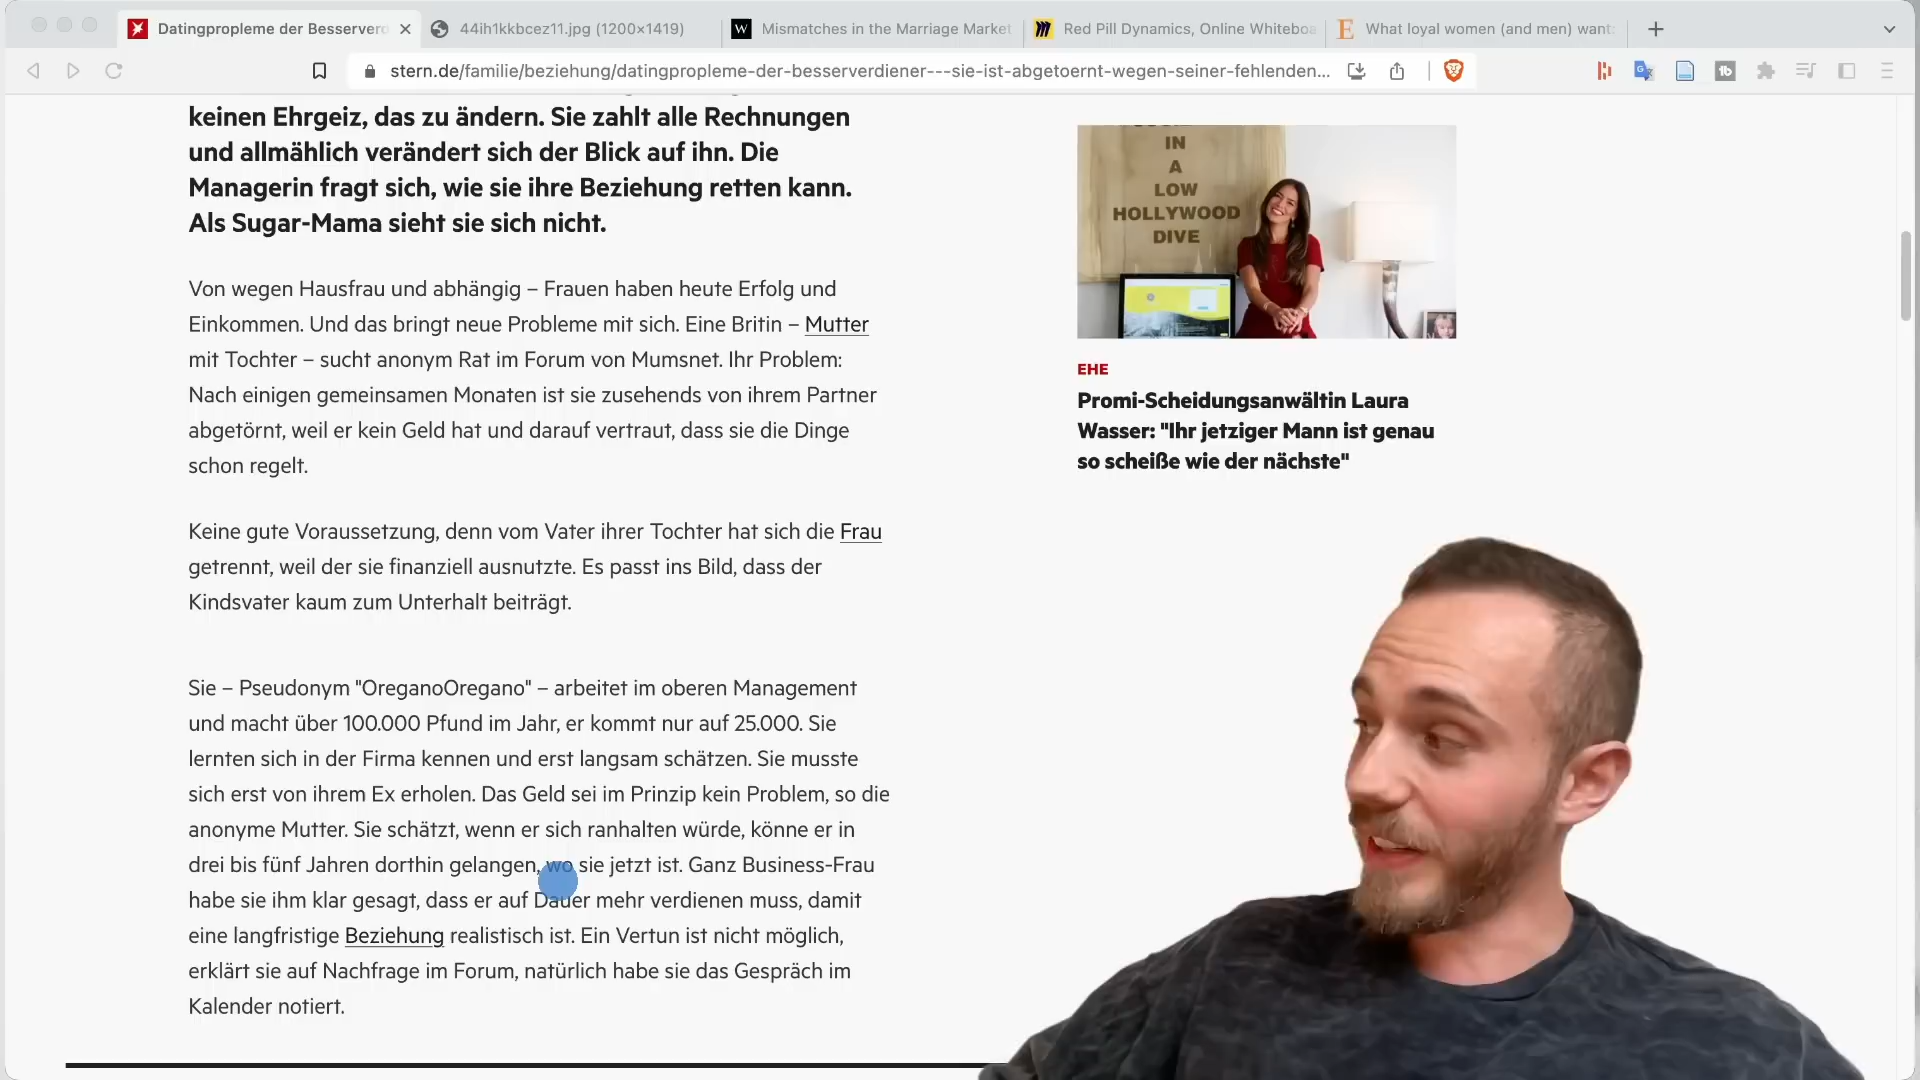 Datingpropleme der Besserverd
44ih1kkbcez11.jpg (1200×1419)
W
Mismatches in the Marriage Market
Red Pill Dynamics, Online Whiteboa
E
What loyal women (and men) want:
stern.de/familie/beziehung/datingpropleme-der-besserverdiener---sie-ist-abgetoernt-wegen-seiner-fehlenden...
keinen Ehrgeiz, das zu ändern. Sie zahlt alle Rechnungen
und allmählich verändert sich der Blick auf ihn. Die
Managerin fragt sich, wie sie ihre Beziehung retten kann.
Als Sugar-Mama sieht sie sich nicht.
Von wegen Hausfrau und abhängig – Frauen haben heute Erfolg und
Einkommen. Und das bringt neue Probleme mit sich. Eine Britin – Mutter
mit Tochter – sucht anonym Rat im Forum von Mumsnet. Ihr Problem:
Nach einigen gemeinsamen Monaten ist sie zusehends von ihrem Partner
abgetörnt, weil er kein Geld hat und darauf vertraut, dass sie die Dinge
schon regelt.
Keine gute Voraussetzung, denn vom Vater ihrer Tochter hat sich die Frau
getrennt, weil der sie finanziell ausnutzte. Es passt ins Bild, dass der
Kindsvater kaum zum Unterhalt beiträgt.
Sie – Pseudonym "OreganoOregano" – arbeitet im oberen Management
und macht über 100.000 Pfund im Jahr, er kommt nur auf 25.000. Sie
lernten sich in der Firma kennen und erst langsam schätzen. Sie musste
sich erst von ihrem Ex erholen. Das Geld sei im Prinzip kein Problem, so die
anonyme Mutter. Sie schätzt, wenn er sich ranhalten würde, könne er in
drei bis fünf Jahren dorthin gelangen, wo sie jetzt ist. Ganz Business-Frau
habe sie ihm klar gesagt, dass er auf Dauer mehr verdienen muss, damit
eine langfristige Beziehung realistisch ist. Ein Vertun ist nicht möglich,
erklärt sie auf Nachfrage im Forum, natürlich habe sie das Gespräch im
Kalender notiert.
IN
A
LOW
HOLLYWOOD
DIVE
EHE
Promi-Scheidungsanwältin Laura
Wasser: "Ihr jetziger Mann ist genau
so scheiße wie der nächste"